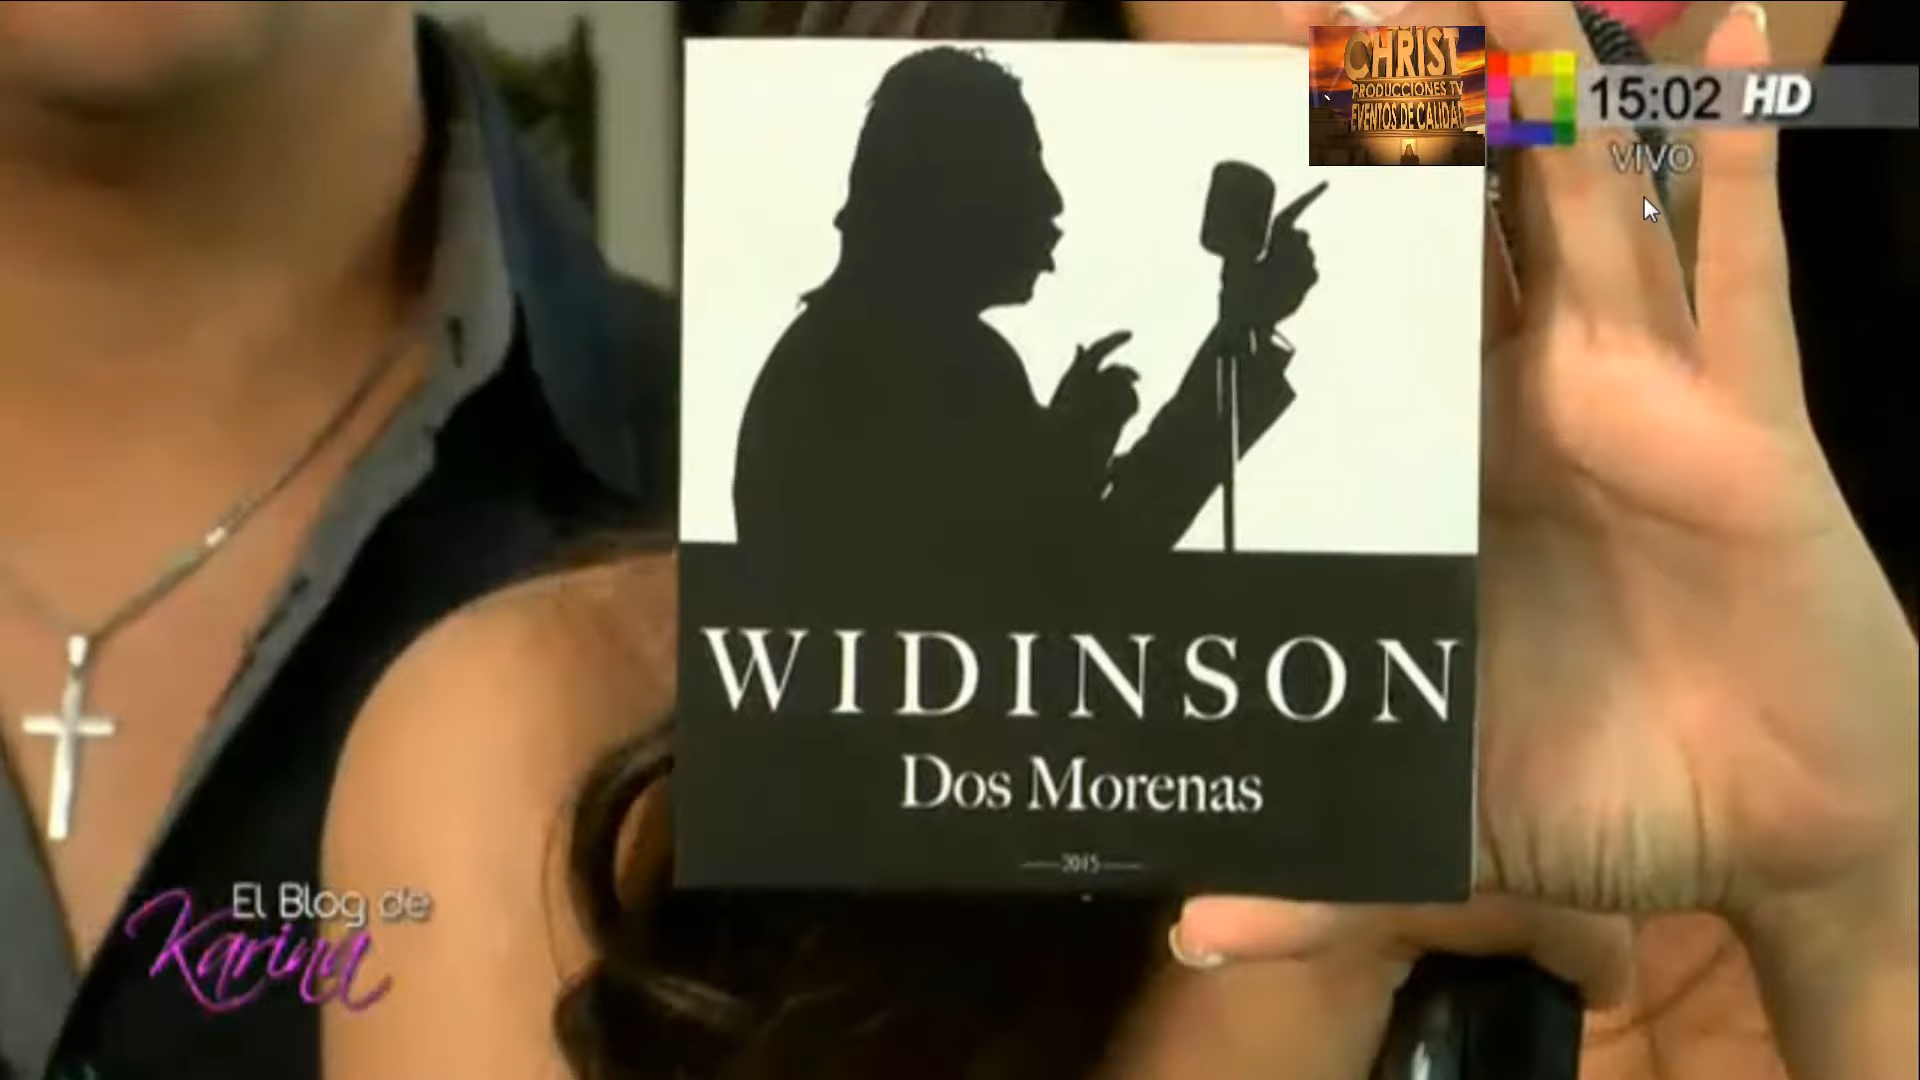 CHRIST
PRODUCCIONES TV
EVENTOS DE CALIDAD
15:02 HD
VIVO
WIDINSON
Dos Morenas
2015
El Blog de
Karina